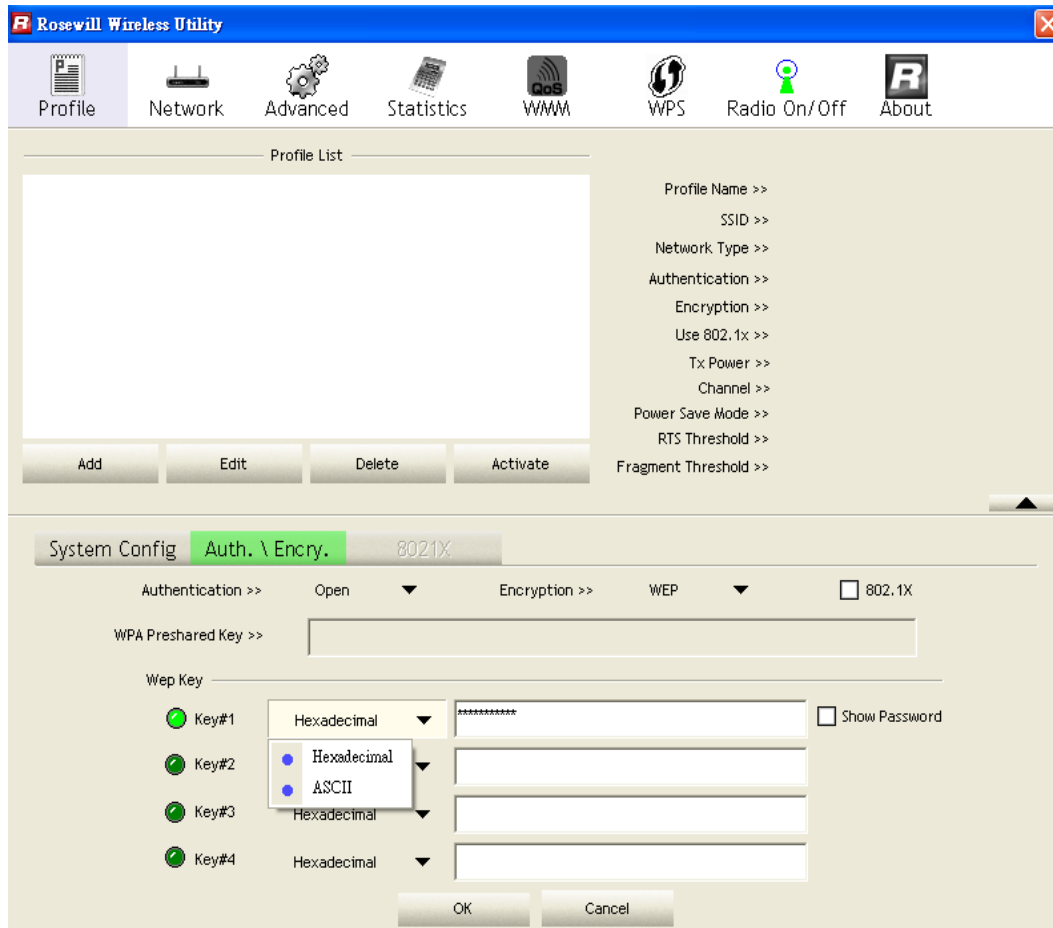 R Rosewill Wireless Utility
Profile Network Advanced Statistics QoS WMM WPS Radio On/Off R About
Profile List
Profile Name >>
SSID >>
Network Type >>
Authentication >>
Encryption >>
Use 802.1x >>
Tx Power >>
Channel >>
Power Save Mode >>
RTS Threshold >>
Fragment Threshold >>
Add Edit Delete Activate
System Config Auth. \ Encry. 8021X
Authentication >> Open Encryption >> WEP 802.1X
WPA Preshared Key >>
Wep Key
Key#1 Hexadecimal *********** Show Password
Hexadecimal
Key#2
ASCII
Key#3 Hexadecimal
Key#4 Hexadecimal
OK Cancel